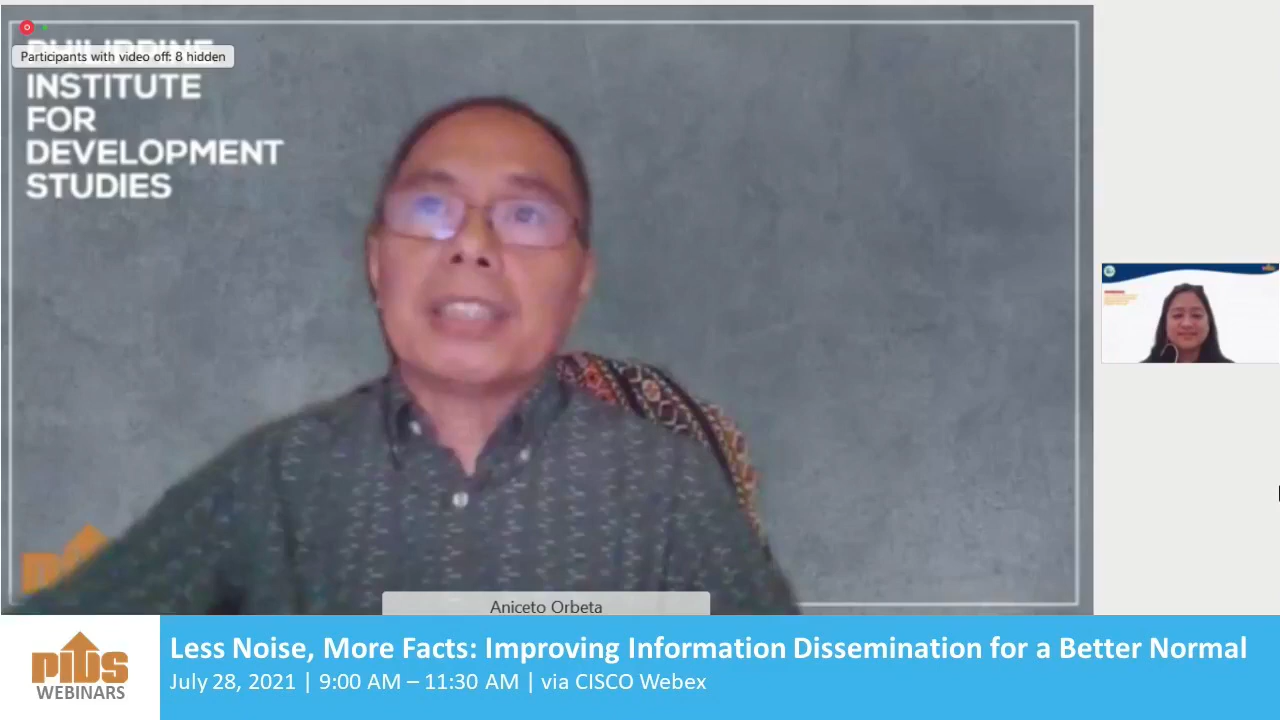 PHILIPPINE
Participants with video off: 8 hidden
INSTITUTE
FOR
DEVELOPMENT
STUDIES
Aniceto Orbeta
PIDS
WEBINARS
Less Noise, More Facts: Improving Information Dissemination for a Better Normal
July 28, 2021 | 9:00 AM – 11:30 AM | via CISCO Webex